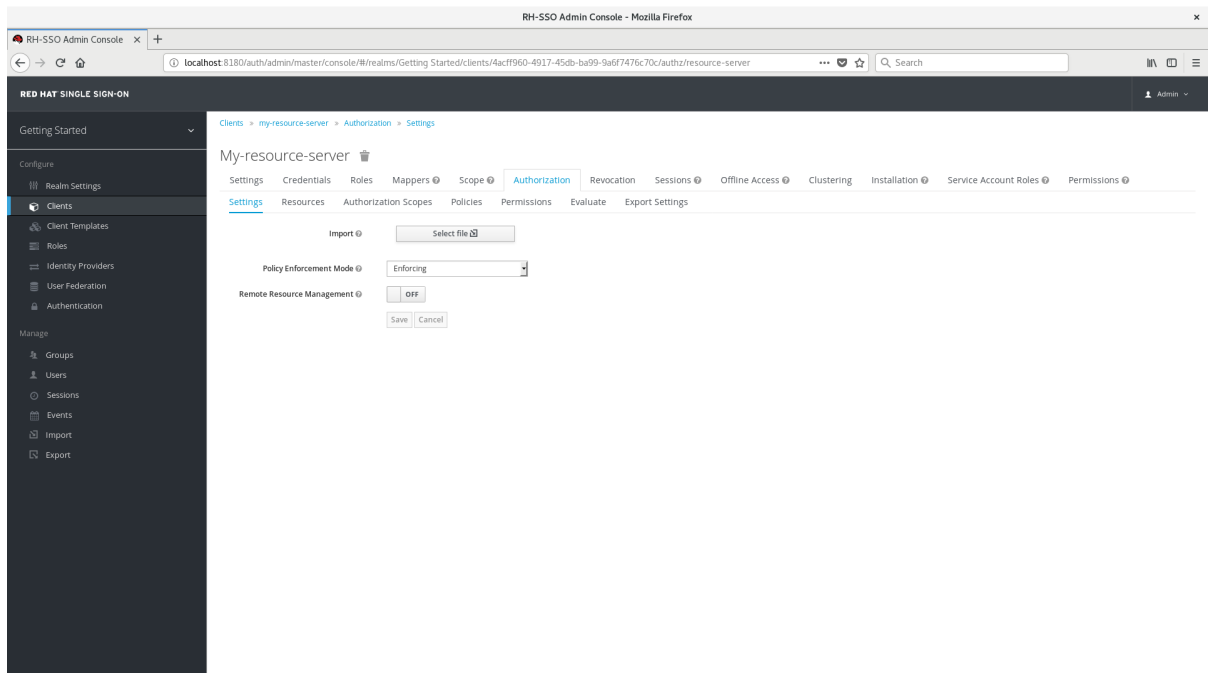 RH-SSO Admin Console - Mozilla Firefox
RH-SSO Admin Console
localhost:8180/auth/admin/master/console/#/realms/Getting Started/clients/4acff960-4917-45db-ba99-9a6f7476c70c/authz/resource-server
Search
RED HAT SINGLE SIGN-ON
Admin
Getting Started
Configure
Realm Settings
Clients
Client Templates
Roles
Identity Providers
User Federation
Authentication
Manage
Groups
Users
Sessions
Events
Import
Export
Clients » my-resource-server » Authorization » Settings
My-resource-server
Settings Credentials Roles Mappers Scope Authorization Revocation Sessions Offline Access Clustering Installation Service Account Roles Permissions
Settings Resources Authorization Scopes Policies Permissions Evaluate Export Settings
Import Select file
Policy Enforcement Mode Enforcing
Remote Resource Management OFF
Save Cancel